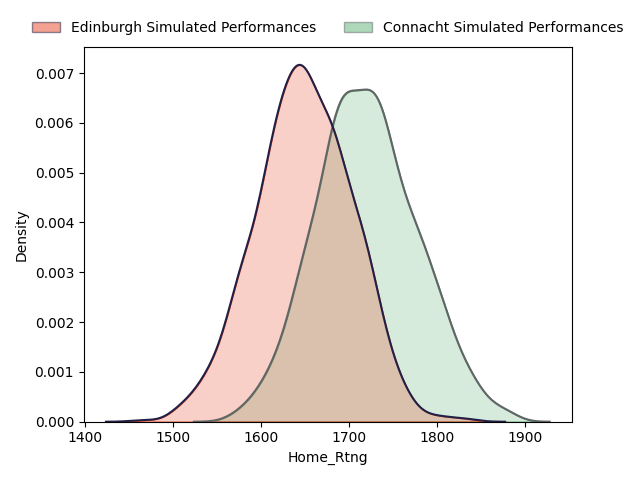 Edinburgh Simulated Performances Connacht Simulated Performances
0.007
0.006
0.005
0.004
0.003
0.002
0.001
0.000
Density
1400 1500 1600 1700 1800 1900
Home_Rtng